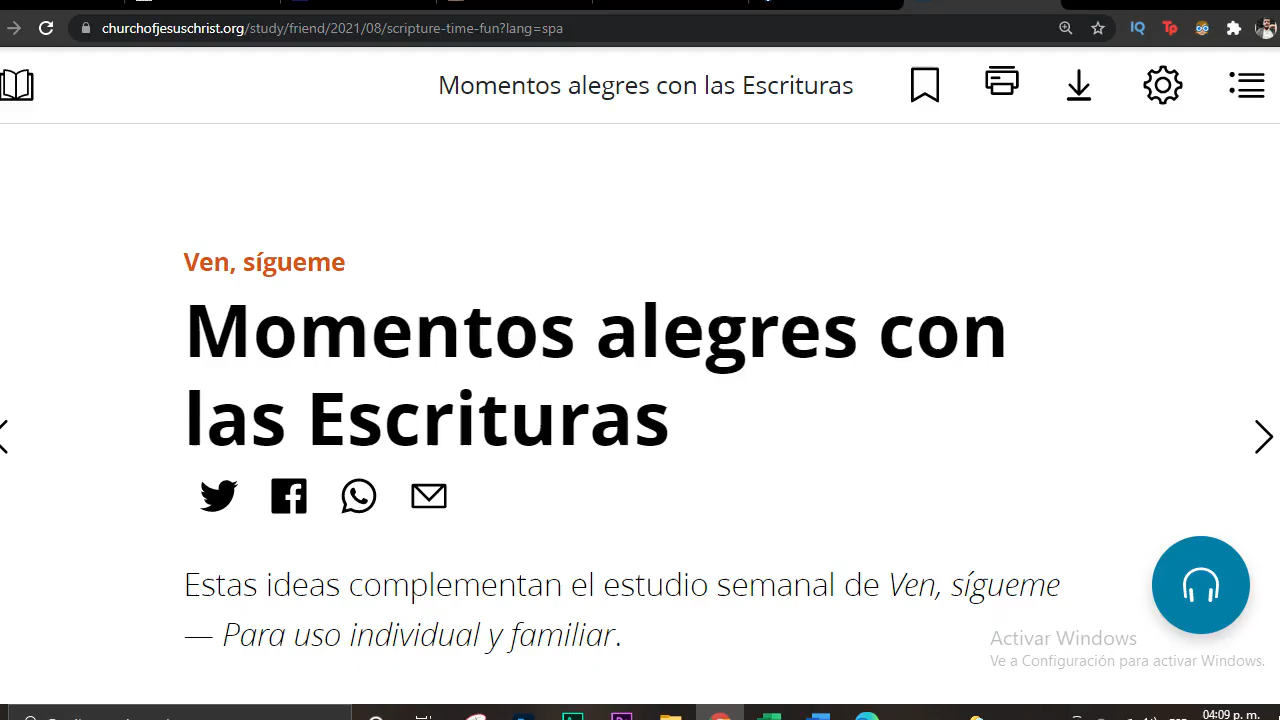 churchofjesuschrist.org/study/friend/2021/08/scripture-time-fun?lang=spa
IQ
Tp
Momentos alegres con las Escrituras
Ven, sígueme
Momentos alegres con
las Escrituras
Estas ideas complementan el estudio semanal de Ven, sígueme
— Para uso individual y familiar.
Activar Windows
Ve a Configuración para activar Windows.
04:09 p. m.